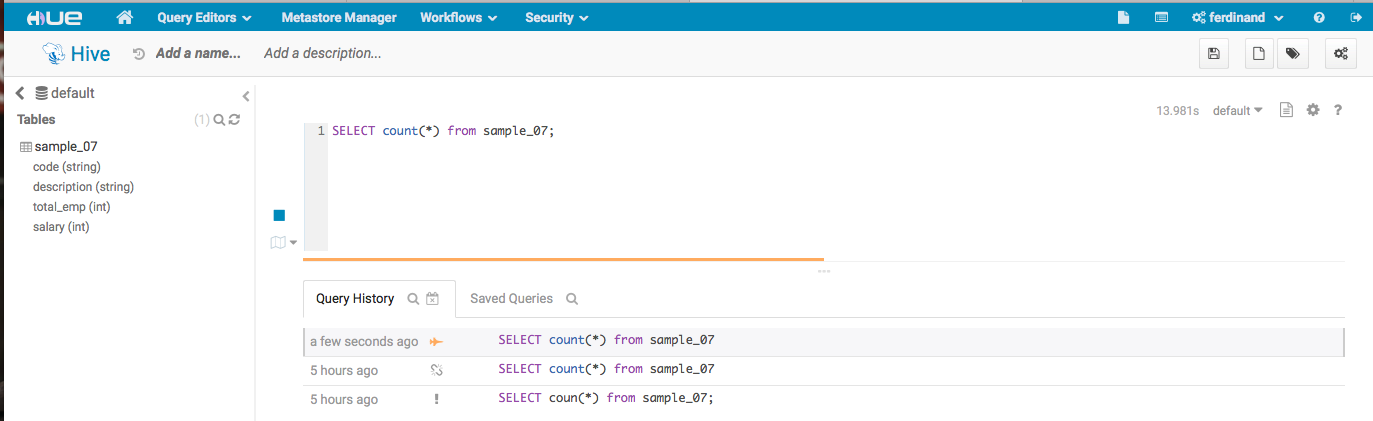 HUE Query Editors Metastore Manager Workflows Security ferdinand
Hive Add a name... Add a description...
default
Tables (1)
sample_07
code (string)
description (string)
total_emp (int)
salary (int)
13.981s default ?
1 SELECT count(*) from sample_07;
Query History Saved Queries
a few seconds ago SELECT count(*) from sample_07
5 hours ago SELECT count(*) from sample_07
5 hours ago ! SELECT coun(*) from sample_07;